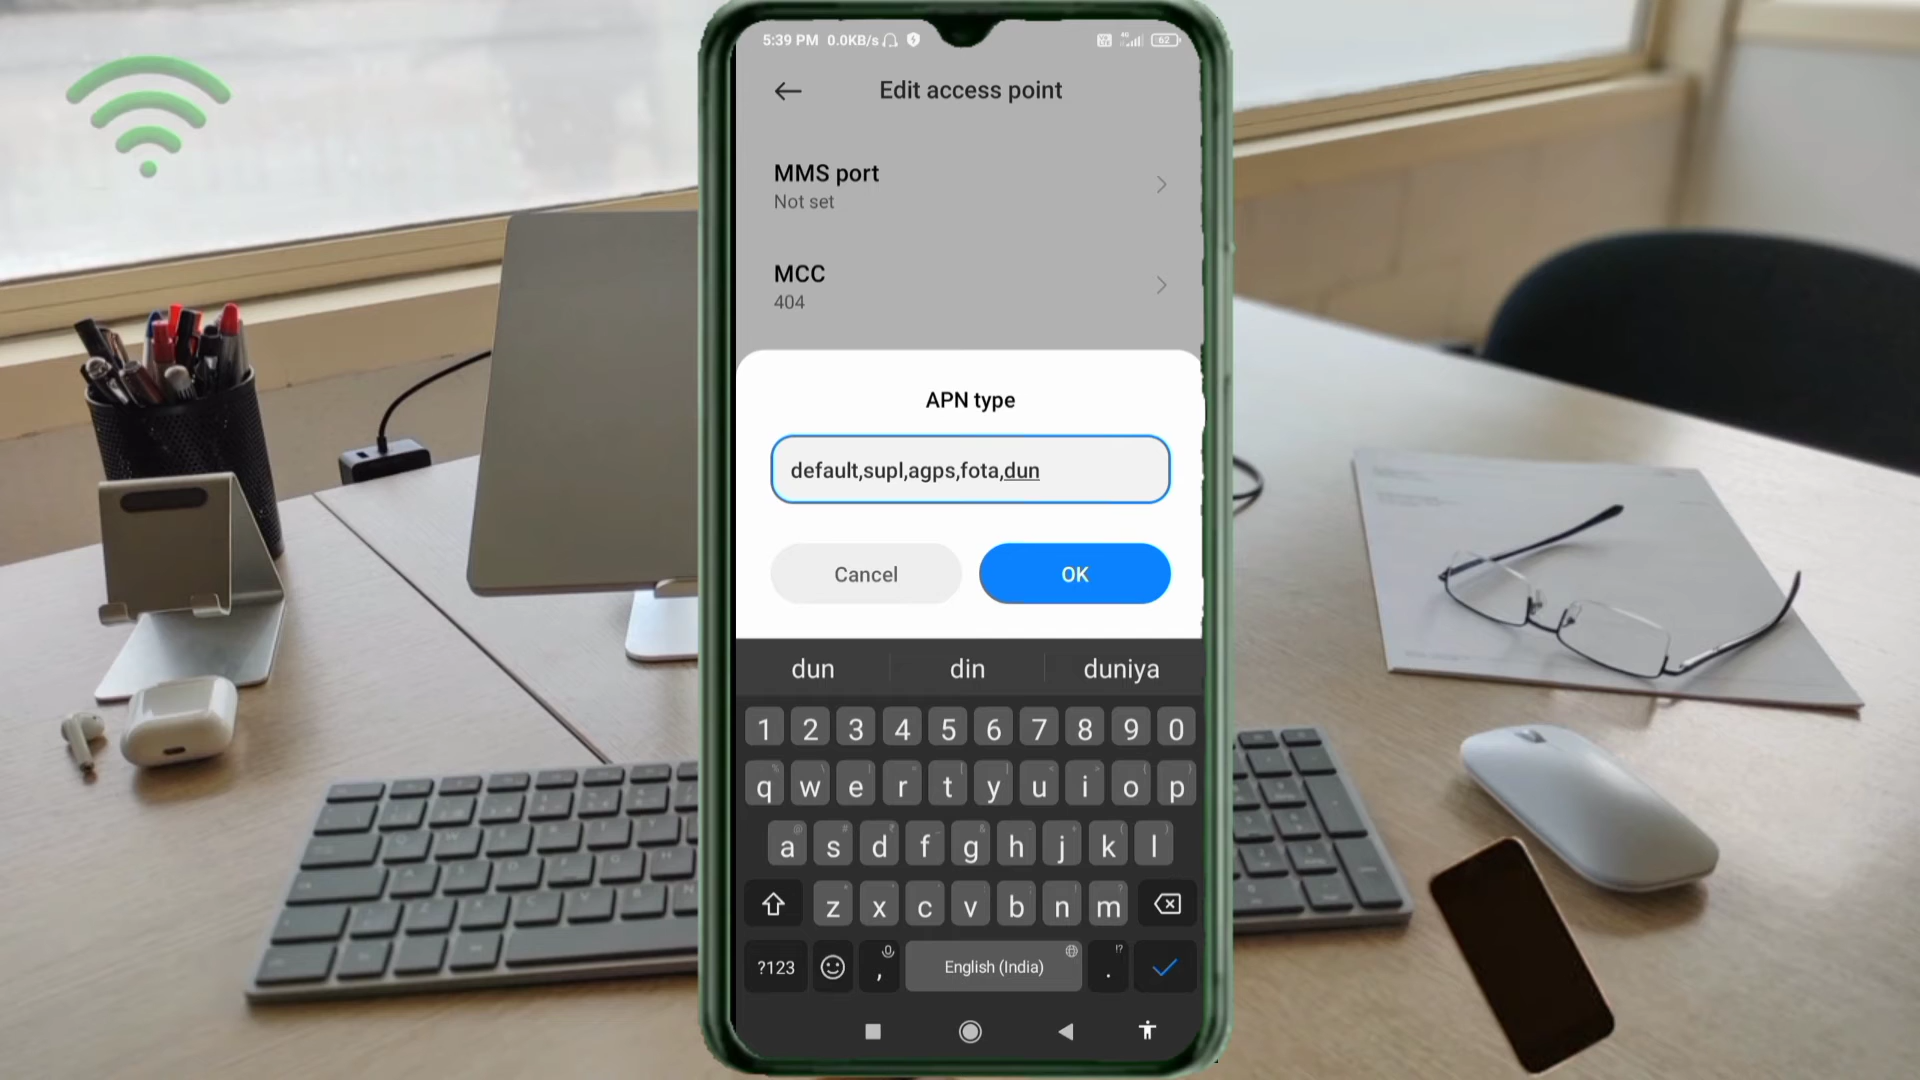 5:39 PM 0.0KB/s 4G 62
Edit access point
MMS port
Not set
MCC
404
APN type
default,supl,agps,fota,dun
Cancel OK
dun din duniya
1 2 3 4 5 6 7 8 9 0
q w e r t y u i o p
a s d f g h j k l
z x c v b n m
?123 , English (India) . !?